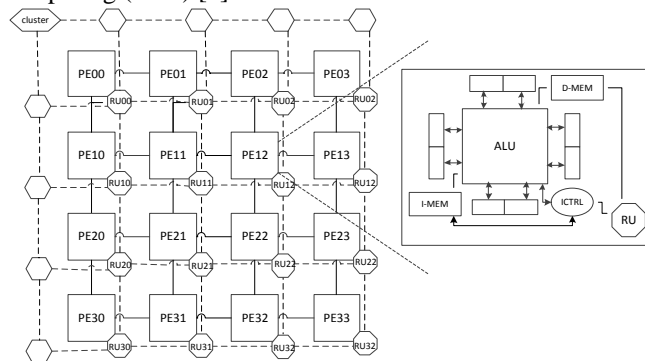 cluster
PE00 PE01 PE02 PE03
RU00 RU01 RU02 RU02
PE10 PE11 PE12 PE13
RU10 RU11 RU12 RU12
PE20 PE21 PE22 PE23
RU20 RU21 RU22 RU22
PE30 PE31 PE32 PE33
RU30 RU31 RU32 RU32
D-MEM
ALU
I-MEM
ICTRL
RU